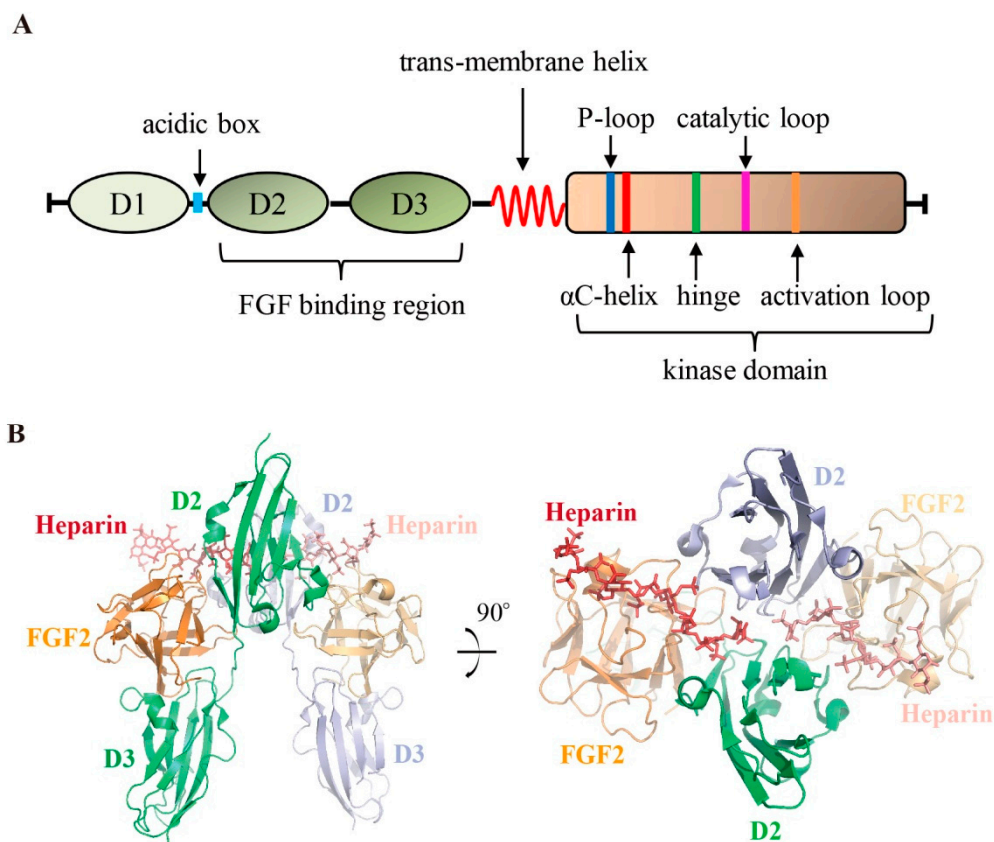 A
trans-membrane helix
acidic box
P-loop catalytic loop
D1 D2 D3
FGF binding region
αC-helix hinge activation loop
kinase domain
B
D2 D2
Heparin Heparin
FGF2
D3 D3
90°
D2
FGF2
Heparin
Heparin
FGF2
D2